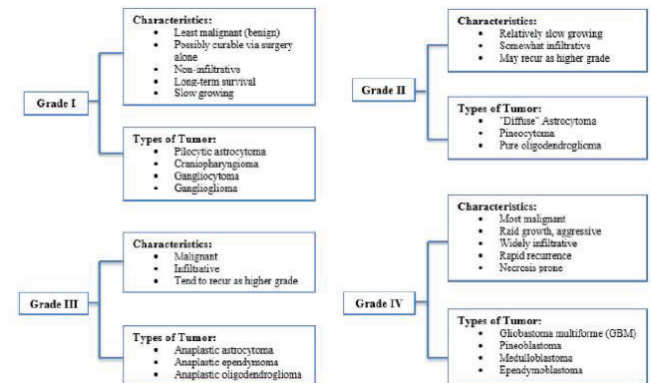 Grade I
Characteristics:
• Least malignant (benign)
• Possibly curable via surgery
alone
• Non-infiltrative
• Long-term survival
• Slow growing
Types of Tumor:
• Pilocytic astrocytoma
• Craniopharyngioma
• Gangliocytoma
• Ganglioglioma
Grade II
Characteristics:
• Relatively slow growing
• Somewhat infiltrative
• May recur as higher grade
Types of Tumor:
• "Diffuse" Astrocytoma
• Pineocytoma
• Pure oligodendroglioma
Grade III
Characteristics:
• Malignant
• Infiltrative
• Tend to recur as higher grade
Types of Tumor:
• Anaplastic astrocytoma
• Anaplastic ependymoma
• Anaplastic oligodendroglioma
Grade IV
Characteristics:
• Most malignant
• Raid growth, aggressive
• Widely infiltrative
• Rapid recurrence
• Necrosis prone
Types of Tumor:
• Gliobastoma multiforme (GBM)
• Pineoblastoma
• Medulloblastoma
• Ependymoblastoma